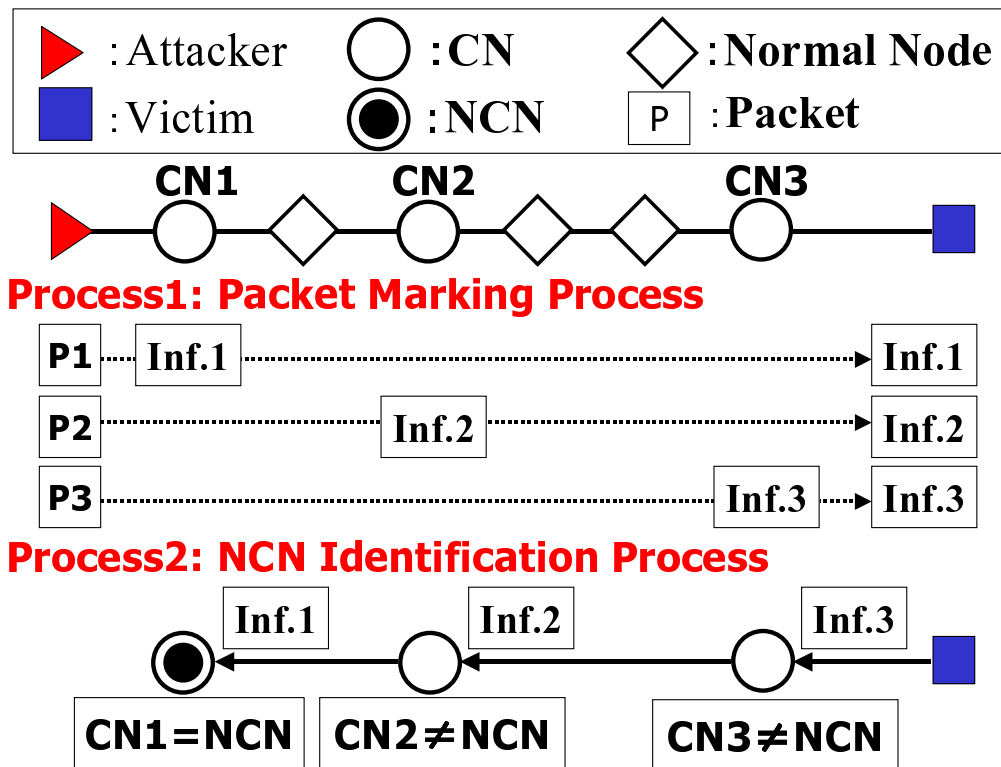 : Attacker
: CN
: Normal Node
: Victim
: NCN
P
: Packet
CN1
CN2
CN3
Process1: Packet Marking Process
P1
Inf.1
Inf.1
P2
Inf.2
Inf.2
P3
Inf.3
Inf.3
Process2: NCN Identification Process
Inf.1
Inf.2
Inf.3
CN1=NCN
CN2≠NCN
CN3≠NCN